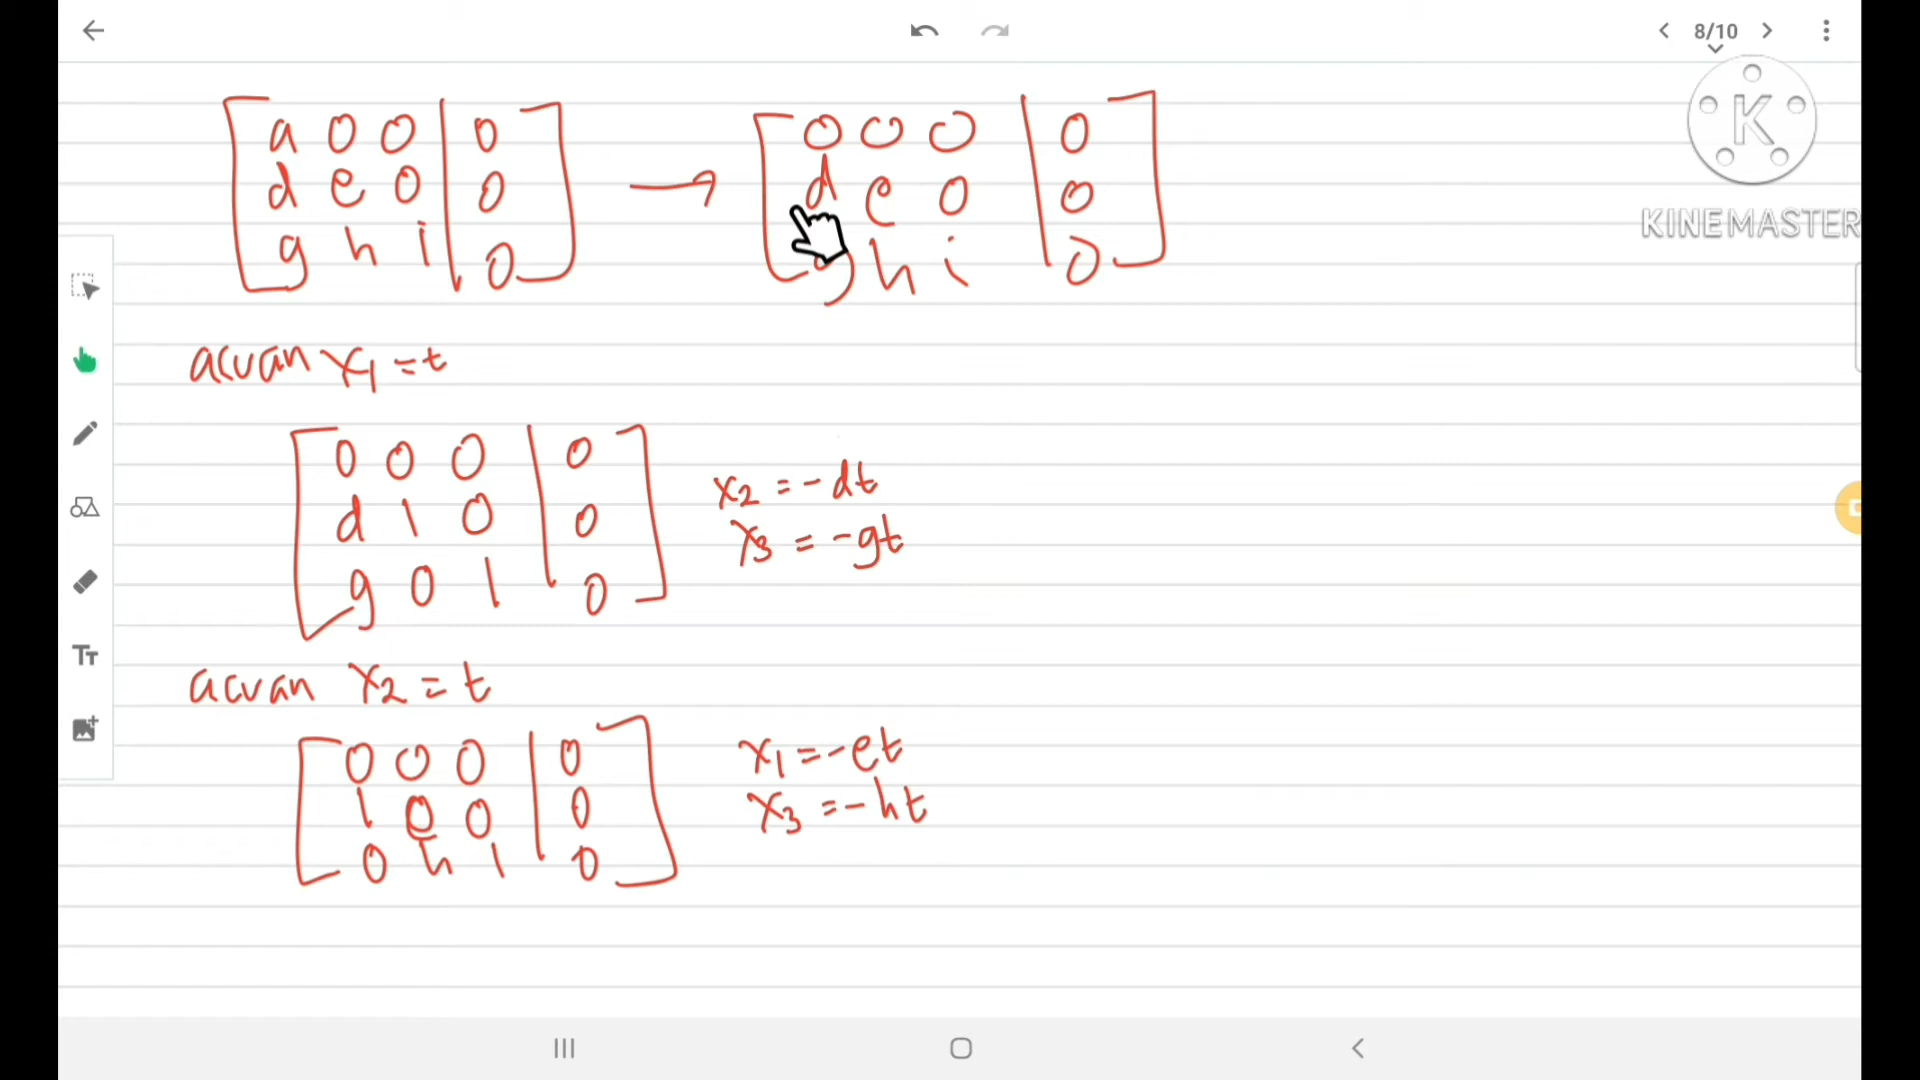 8/10
K
KINEMASTER
a 0 0 | 0 → 0 0 0 | 0
d e 0 | 0 d e 0 | 0
g h i | 0 g h i | 0
acuan x₁ = t
0 0 0 | 0
d 1 0 | 0 x₂ = -dt
g 0 1 | 0 x₃ = -gt
acuan x₂ = t
0 0 0 | 0 x₁ = -et
1 e 0 | 0 x₃ = -ht
0 h 1 | 0
Tт